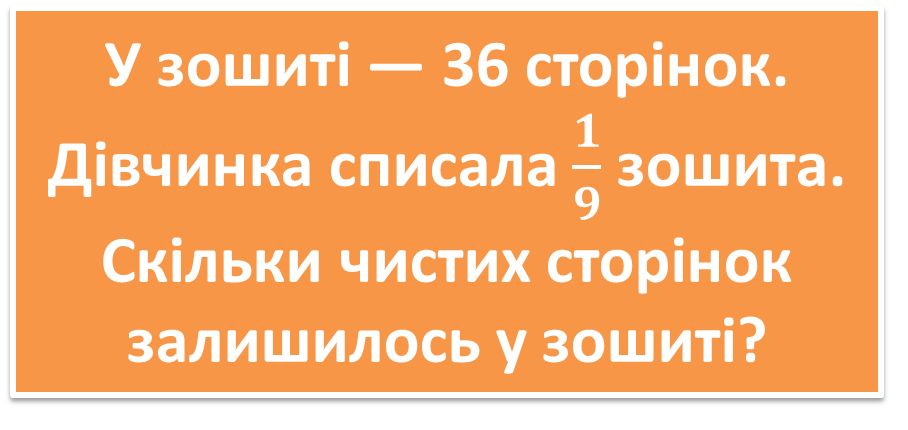 У зошиті — 36 сторінок.
Дівчинка списала 1/9 зошита.
Скільки чистих сторінок
залишилось у зошиті?